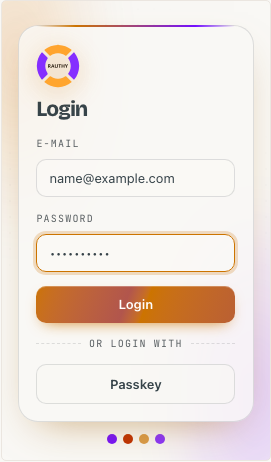 RAUTHY
Login
E-MAIL
name@example.com
PASSWORD
••••••••••
Login
OR LOGIN WITH
Passkey